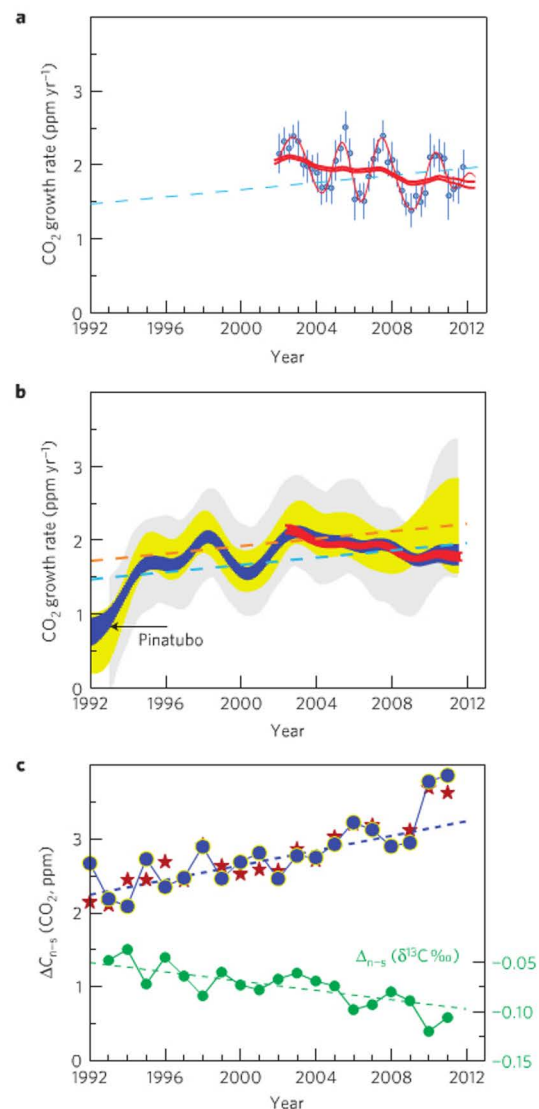 a
CO₂ growth rate (ppm yr⁻¹)
3
2
1
0
1992 1996 2000 2004 2008 2012
Year
b
CO₂ growth rate (ppm yr⁻¹)
3
2
1
0
Pinatubo
1992 1996 2000 2004 2008 2012
Year
c
ΔCₙ₋ₛ (CO₂, ppm)
3
2
1
0
Δₙ₋ₛ (δ¹³C ‰)
−0.05
−0.10
−0.15
1992 1996 2000 2004 2008 2012
Year